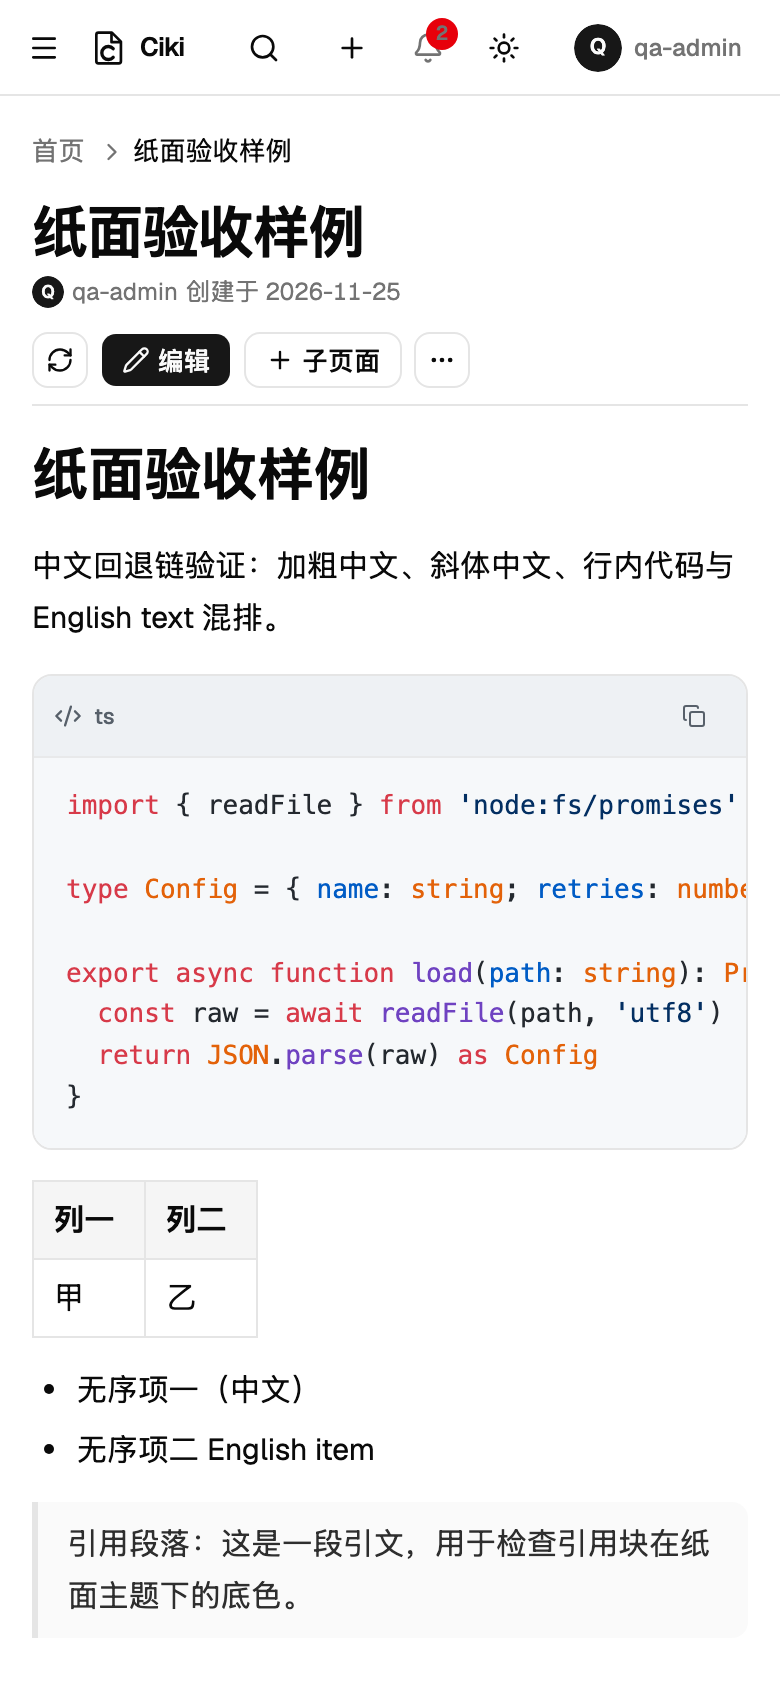 Ciki
2
Q qa-admin
首页 > 纸面验收样例
纸面验收样例
Q qa-admin 创建于 2026-11-25
编辑
+ 子页面
纸面验收样例
中文回退链验证：加粗中文、斜体中文、行内代码与
English text 混排。
</> ts
import { readFile } from 'node:fs/promises'
type Config = { name: string; retries: numbe
export async function load(path: string): Pr
const raw = await readFile(path, 'utf8')
return JSON.parse(raw) as Config
}
列一 列二
甲 乙
• 无序项一（中文）
• 无序项二 English item
引用段落：这是一段引文，用于检查引用块在纸
面主题下的底色。